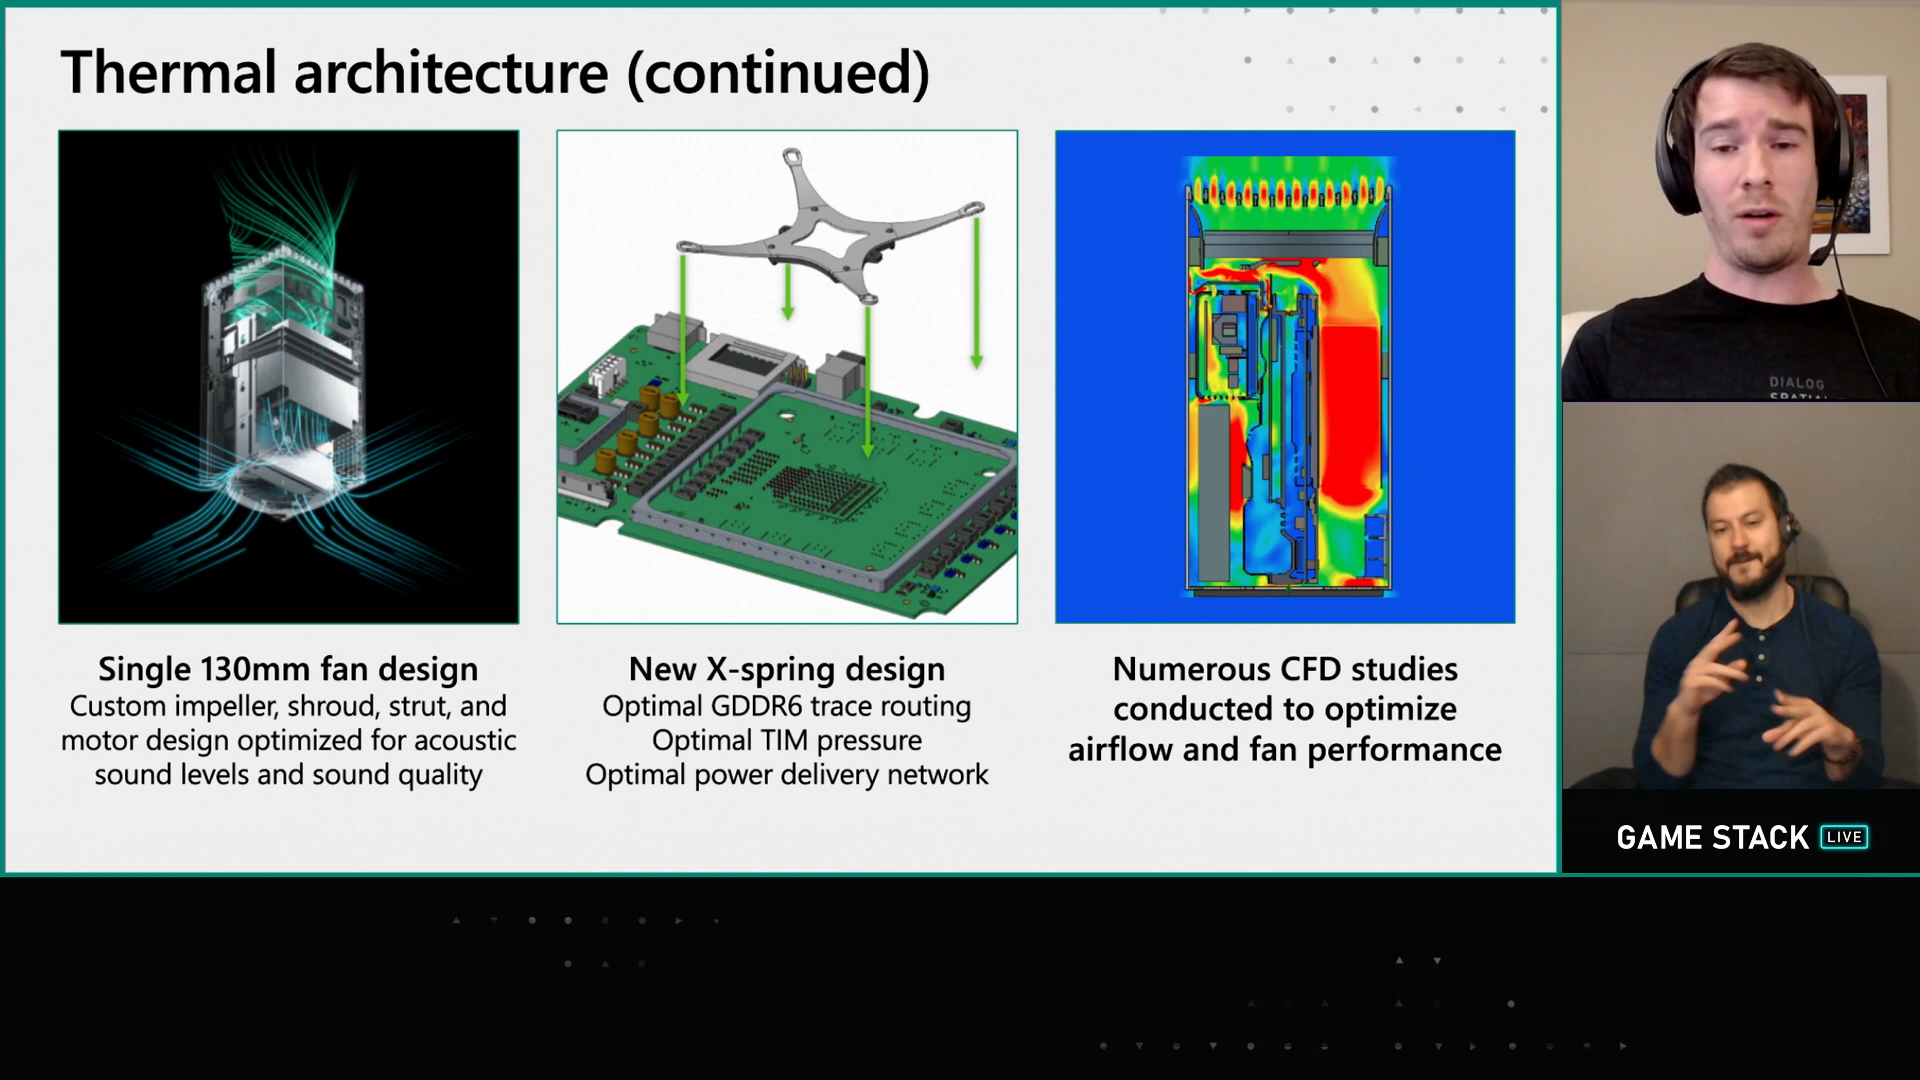 Thermal architecture (continued)
Single 130mm fan design
Custom impeller, shroud, strut, and
motor design optimized for acoustic
sound levels and sound quality
New X-spring design
Optimal GDDR6 trace routing
Optimal TIM pressure
Optimal power delivery network
Numerous CFD studies
conducted to optimize
airflow and fan performance
DIALOG
GAME STACK LIVE